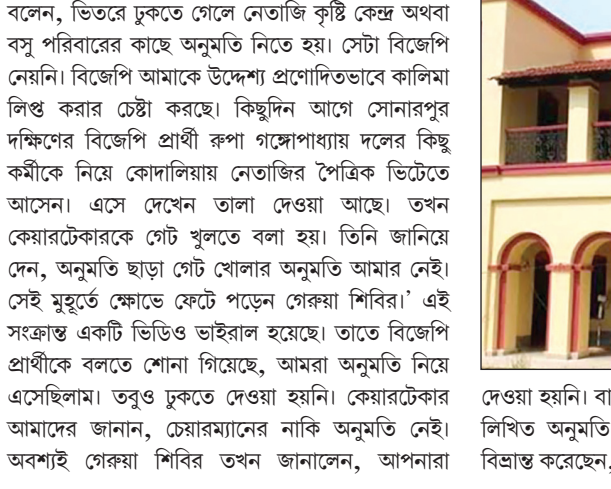 বলেন, ভিতরে ঢুকতে গেলে নেতাজি কৃষ্টি কেন্দ্র অথবা
বসু পরিবারের কাছে অনুমতি নিতে হয়। সেটা বিজেপি
নেয়নি। বিজেপি আমাকে উদ্দেশ্য প্রণোদিতভাবে কালিমা
লিপ্ত করার চেষ্টা করছে। কিছুদিন আগে সোনারপুর
দক্ষিণের বিজেপি প্রার্থী রুপা গঙ্গোপাধ্যায় দলের কিছু
কর্মীকে নিয়ে কোদালিয়ায় নেতাজির পৈত্রিক ভিটেতে
আসেন। এসে দেখেন তালা দেওয়া আছে। তখন
কেয়ারটেকারকে গেট খুলতে বলা হয়। তিনি জানিয়ে
দেন, অনুমতি ছাড়া গেট খোলার অনুমতি আমার নেই।
সেই মুহূর্তে ক্ষোভে ফেটে পড়েন গেরুয়া শিবির।’ এই
সংক্রান্ত একটি ভিডিও ভাইরাল হয়েছে। তাতে বিজেপি
প্রার্থীকে বলতে শোনা গিয়েছে, আমরা অনুমতি নিয়ে
এসেছিলাম। তবুও ঢুকতে দেওয়া হয়নি। কেয়ারটেকার
আমাদের জানান, চেয়ারম্যানের নাকি অনুমতি নেই।
অবশ্যই গেরুয়া শিবির তখন জানালেন, আপনারা
দেওয়া হয়নি। বা
লিখিত অনুমতি
বিভ্রান্ত করেছেন,